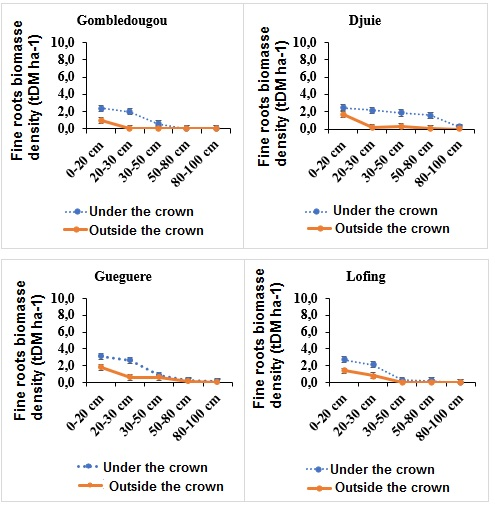 Gombledougou
Fine roots biomasse
density (tDM ha-1)
10,0
8,0
6,0
4,0
2,0
0,0
0-20 cm
20-30 cm
30-50 cm
50-80 cm
80-100 cm
Under the crown
Outside the crown
Djuie
Fine roots biomasse
density (tDM ha-1)
10,0
8,0
6,0
4,0
2,0
0,0
0-20 cm
20-30 cm
30-50 cm
50-80 cm
80-100 cm
Under the crown
Outside the crown
Gueguere
Fine roots biomasse
density (tDM ha-1)
10,0
8,0
6,0
4,0
2,0
0,0
0-20 cm
20-30 cm
30-50 cm
50-80 cm
80-100 cm
Under the crown
Outside the crown
Lofing
Fine roots biomasse
density (tDM ha-1)
10,0
8,0
6,0
4,0
2,0
0,0
0-20 cm
20-30 cm
30-50 cm
50-80 cm
80-100 cm
Under the crown
Outside the crown